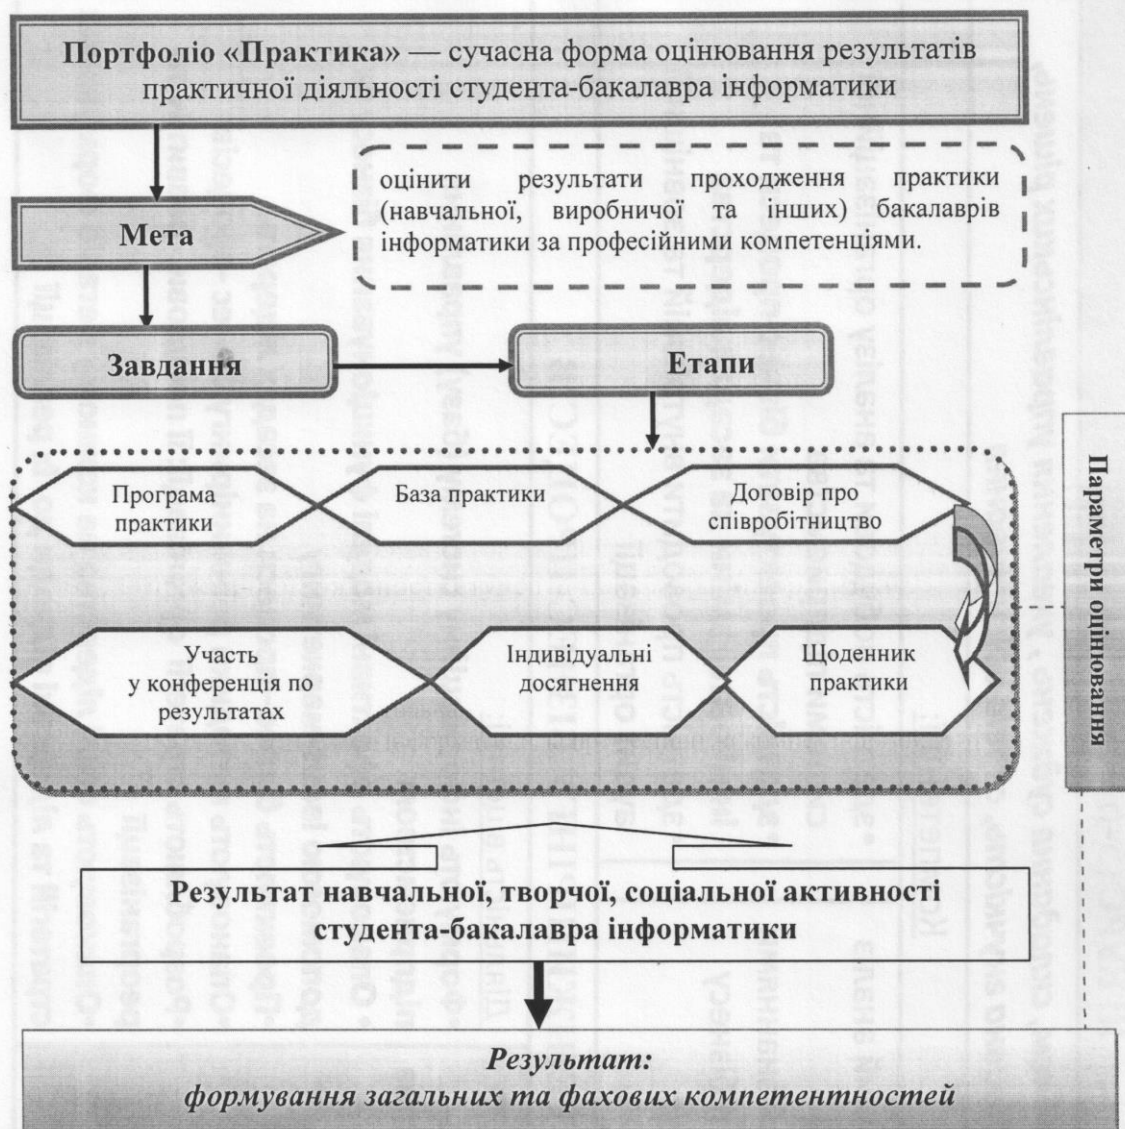 Портфоліо «Практика» — сучасна форма оцінювання результатів
практичної діяльності студента-бакалавра інформатики
оцінити результати проходження практики
(навчальної, виробничої та інших) бакалаврів
інформатики за професійними компетенціями.
Мета
Завдання
Етапи
Програма
практики
База практики
Договір про
співробітництво
Участь
у конференція по
результатах
Індивідуальні
досягнення
Щоденник
практики
Параметри оцінювання
Результат навчальної, творчої, соціальної активності
студента-бакалавра інформатики
Результат:
формування загальних та фахових компетентностей